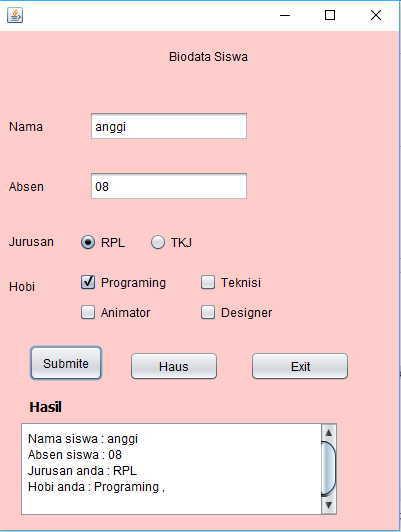 Biodata Siswa
Nama anggi
Absen 08
Jurusan RPL TKJ
Hobi Programing Teknisi
Animator Designer
Submite Haus Exit
Hasil
Nama siswa : anggi
Absen siswa : 08
Jurusan anda : RPL
Hobi anda : Programing ,